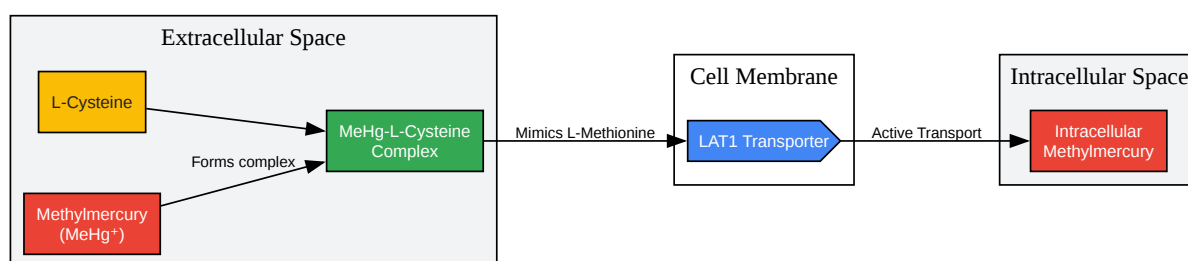 Extracellular Space
L-Cysteine
Methylmercury
(MeHg⁺)
Forms complex
MeHg-L-Cysteine
Complex
Mimics L-Methionine
Cell Membrane
LAT1 Transporter
Active Transport
Intracellular Space
Intracellular
Methylmercury